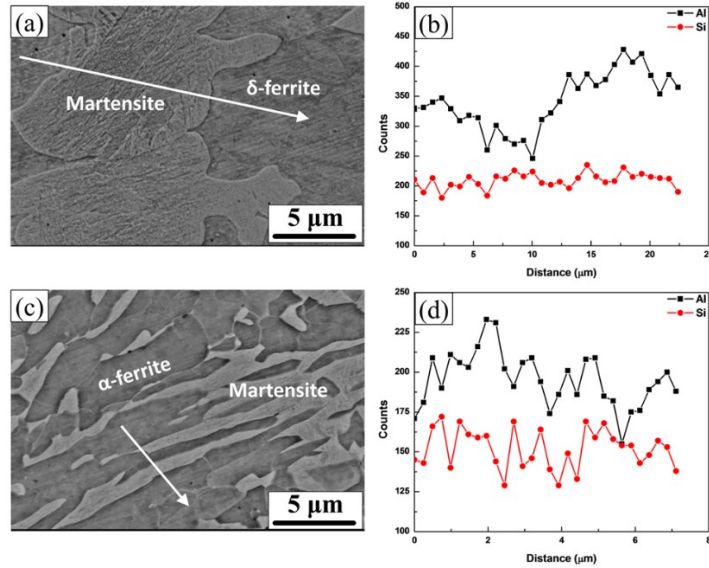 (a)
Martensite
δ-ferrite
5 μm
(b)
Al
Si
500
450
400
350
300
250
200
150
100
Counts
0
5
10
15
20
25
Distance (μm)
(c)
α-ferrite
Martensite
5 μm
(d)
Al
Si
250
225
200
175
150
125
100
Counts
0
2
4
6
8
Distance (μm)